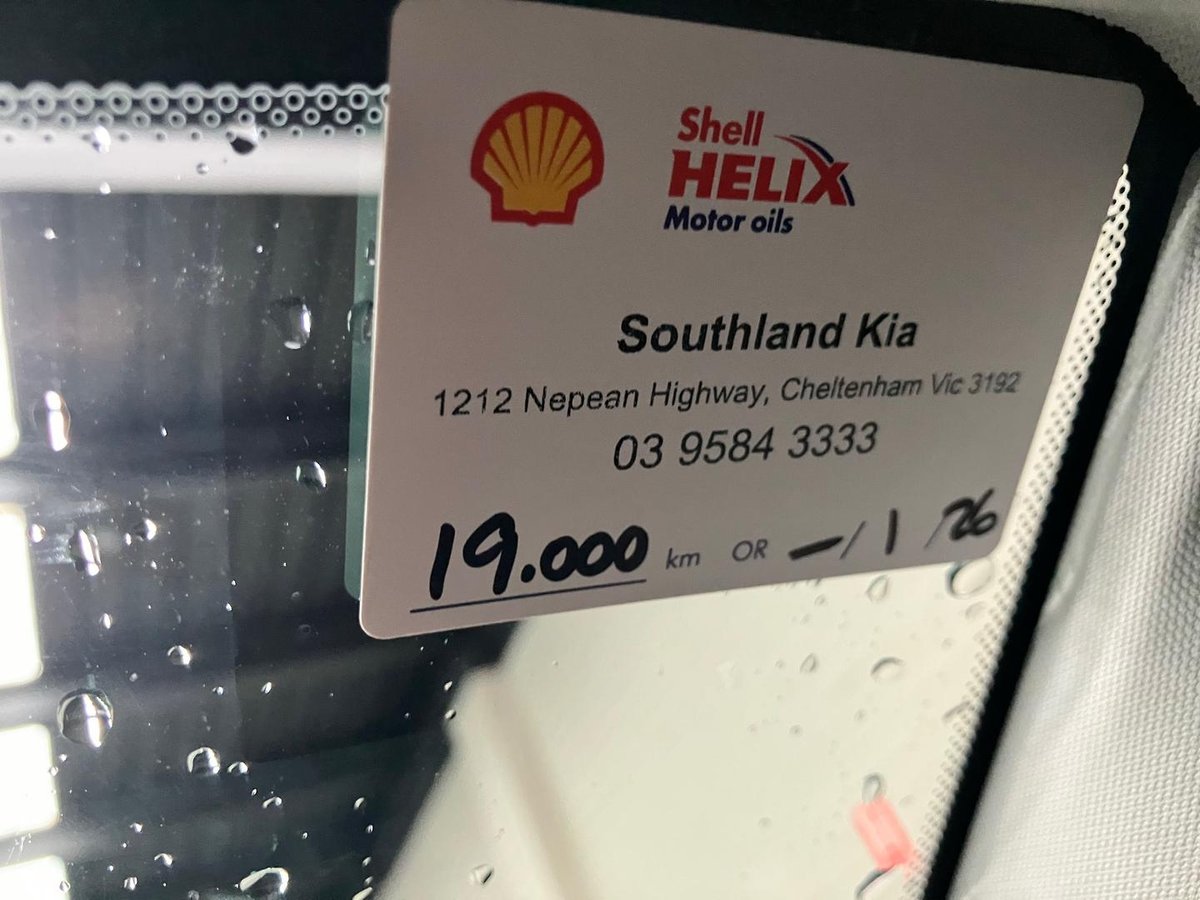 Shell
HELIX
Motor oils
Southland Kia
1212 Nepean Highway, Cheltenham Vic 3192
03 9584 3333
19.000 km OR —/1/26